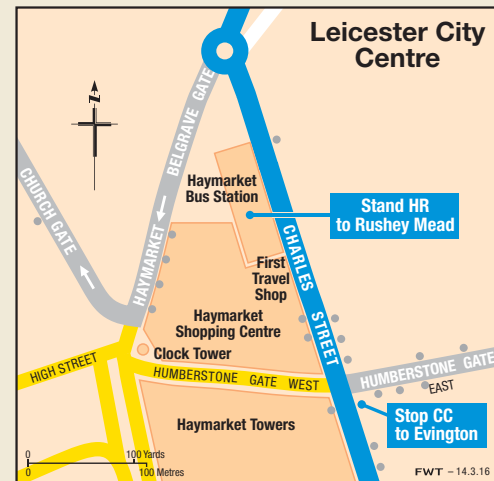 Leicester City
Centre
N
BELGRAVE GATE
CHURCH GATE
HAYMARKET
Haymarket
Bus Station
Stand HR
to Rushey Mead
CHARLES STREET
First
Travel
Shop
Haymarket
Shopping Centre
Clock Tower
HIGH STREET
HUMBERSTONE GATE WEST
HUMBERSTONE GATE
EAST
Haymarket Towers
Stop CC
to Evington
0 100 Yards
0 100 Metres
FWT – 14.3.16